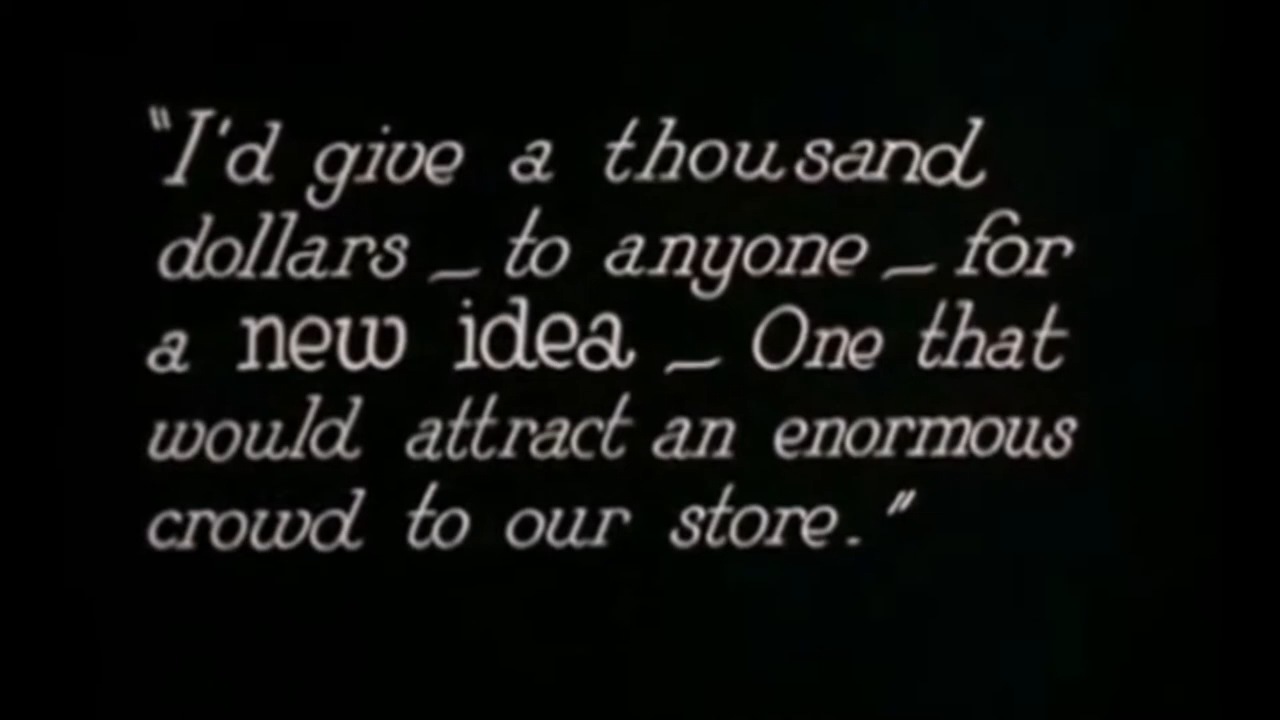 "I'd give a thousand
dollars — to anyone — for
a new idea — One that
would attract an enormous
crowd to our store."